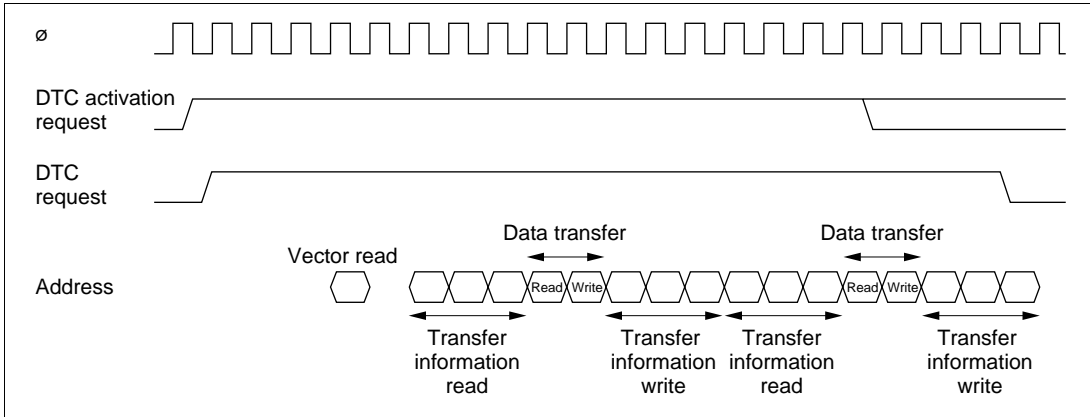 ø
DTC activation
request
DTC
request
Data transfer
Data transfer
Vector read
Address
Read
Write
Read
Write
Transfer
information
read
Transfer
information
write
Transfer
information
read
Transfer
information
write